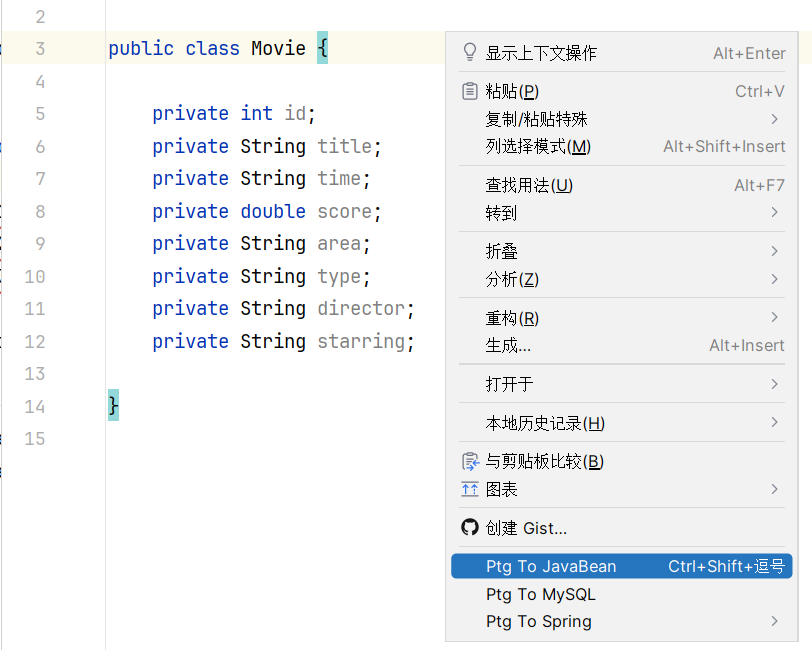 2
3 public class Movie {
4
5 private int id;
6 private String title;
7 private String time;
8 private double score;
9 private String area;
10 private String type;
11 private String director;
12 private String starring;
13
14 }
15
显示上下文操作 Alt+Enter
粘贴(P) Ctrl+V
复制/粘贴特殊
列选择模式(M) Alt+Shift+Insert
查找用法(U) Alt+F7
转到
折叠
分析(Z)
重构(R)
生成... Alt+Insert
打开于
本地历史记录(H)
与剪贴板比较(B)
图表
创建 Gist...
Ptg To JavaBean Ctrl+Shift+逗号
Ptg To MySQL
Ptg To Spring